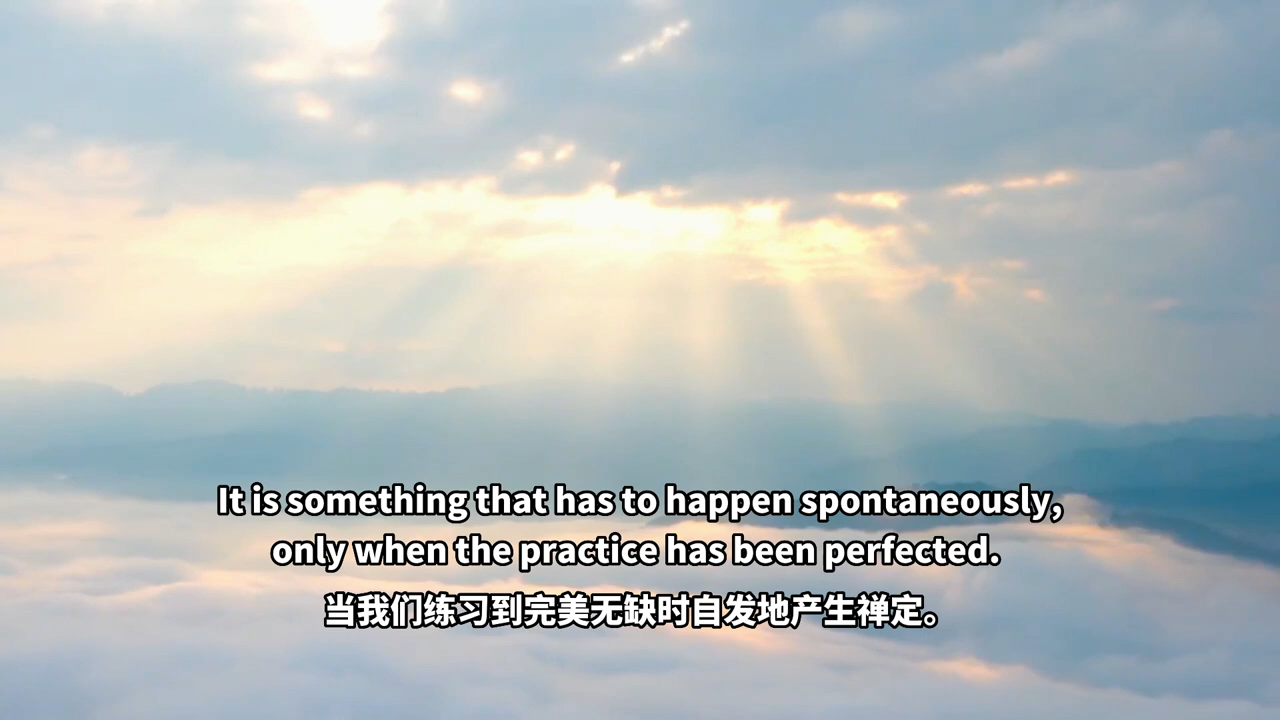 It is something that has to happen spontaneously,
only when the practice has been perfected.
当我们练习到完美无缺时自发地产生禅定。